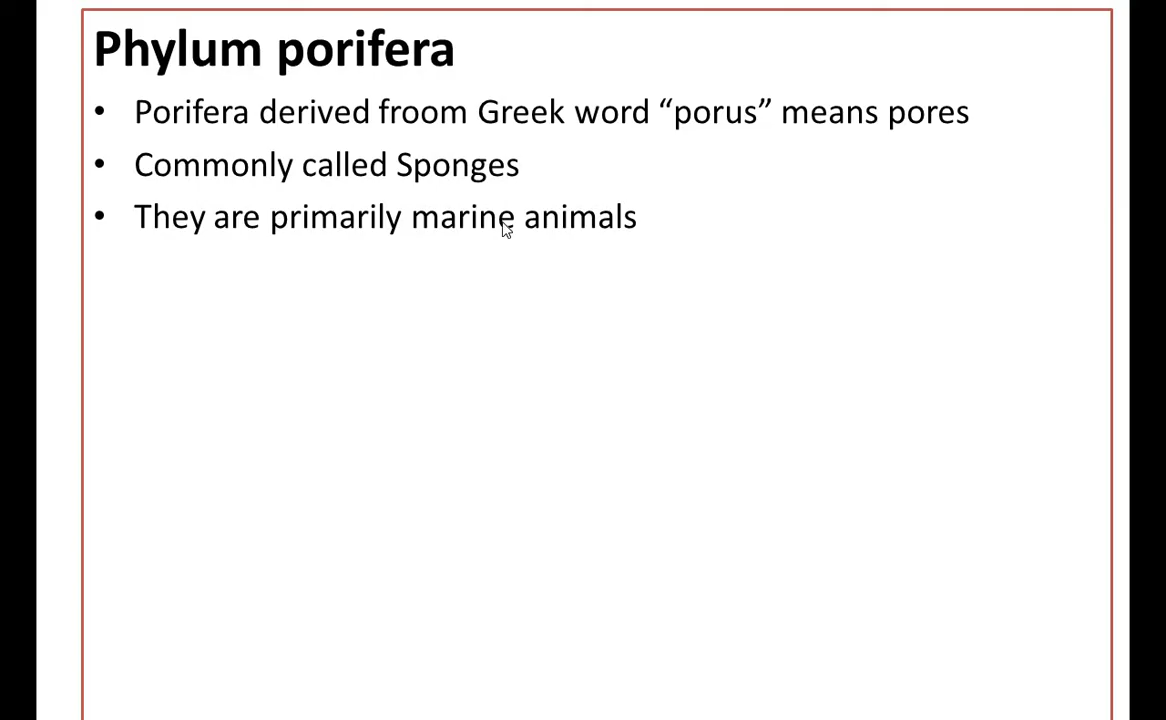 Phylum porifera
• Porifera derived froom Greek word “porus” means pores
• Commonly called Sponges
• They are primarily marine animals